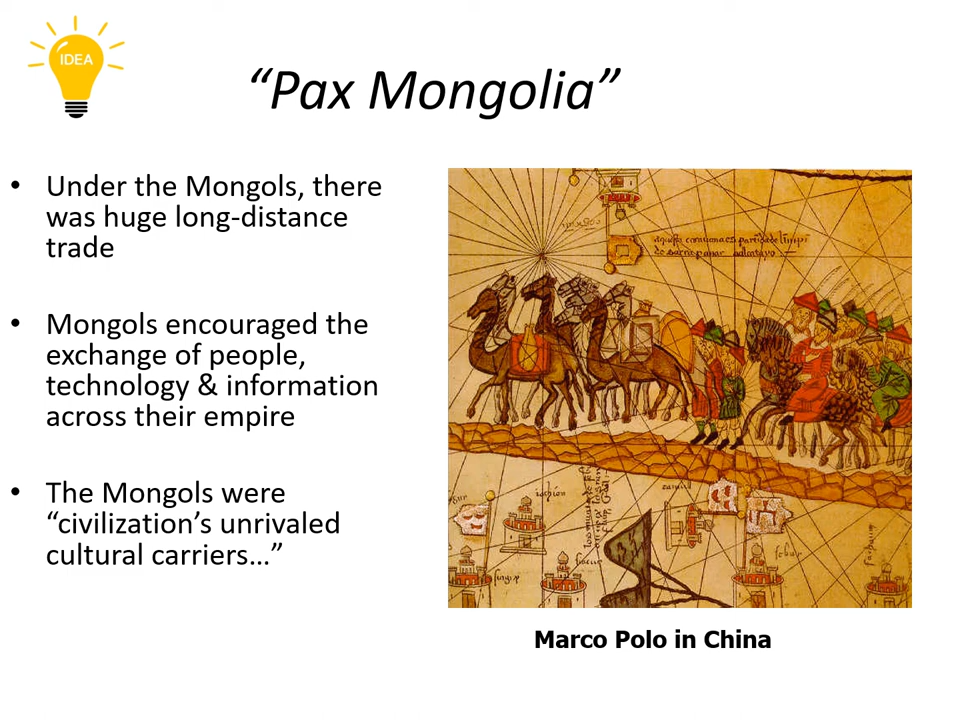 IDEA
“Pax Mongolia”
• Under the Mongols, there
was huge long-distance
trade
• Mongols encouraged the
exchange of people,
technology & information
across their empire
• The Mongols were
“civilization’s unrivaled
cultural carriers…”
Marco Polo in China